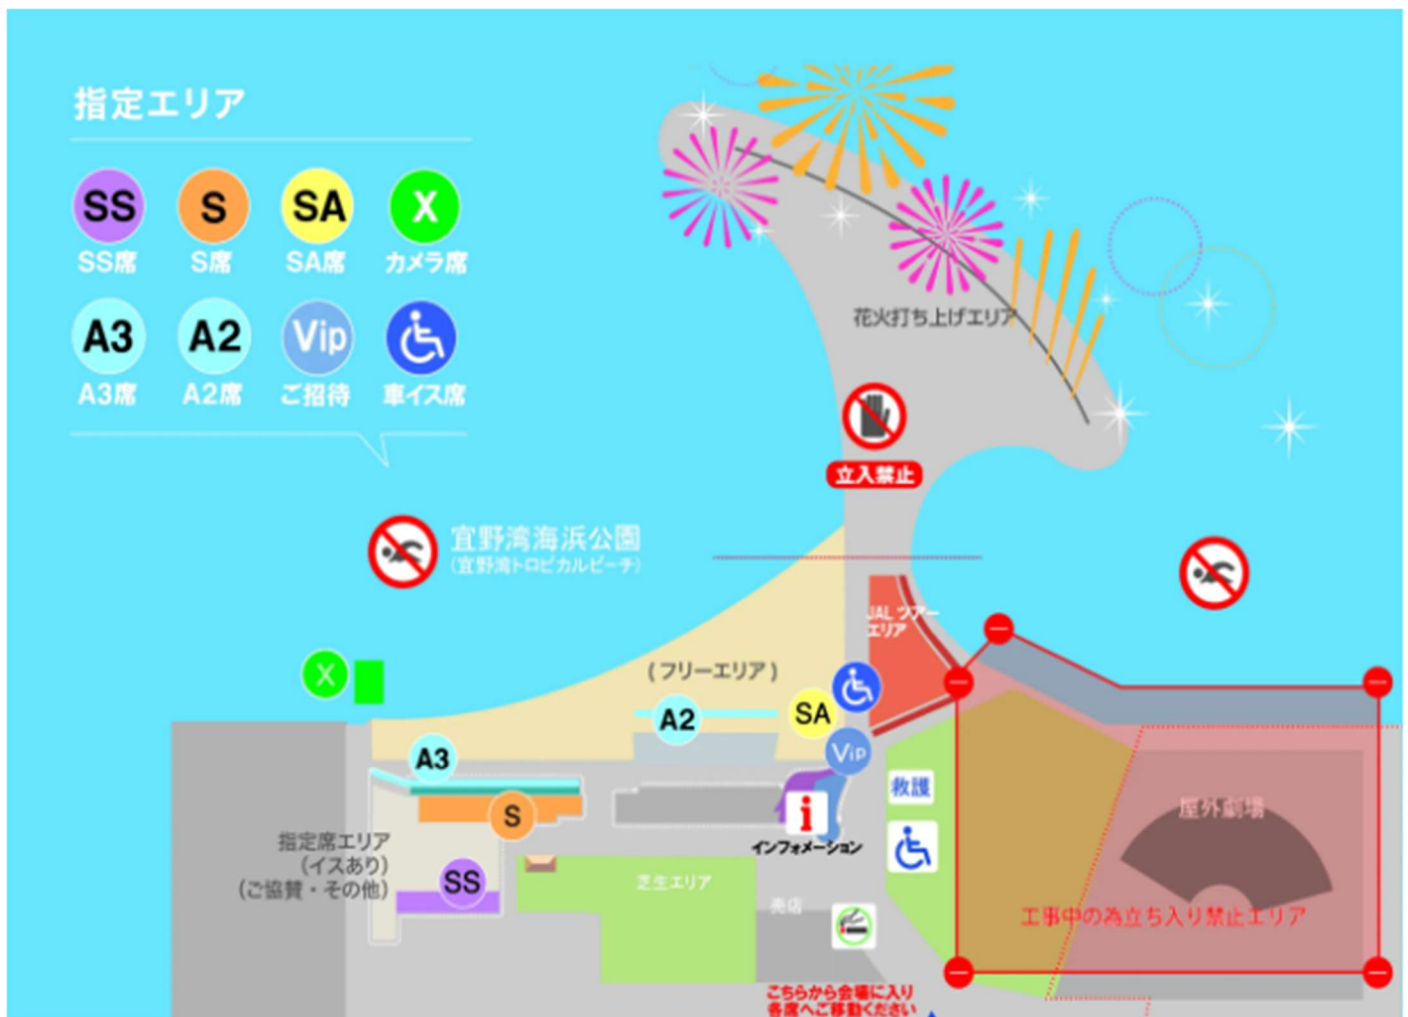 指定エリア
SS S SA X
SS席 S席 SA席 カメラ席
A3 A2 Vip
A3席 A2席 ご招待 車イス席
花火打ち上げエリア
立入禁止
宜野湾海浜公園
(宜野湾トロピカルビーチ)
JAL ツアー
エリア
X
(フリーエリア)
A2
SA
Vip
A3
S
i
インフォメーション
救護
屋外劇場
指定席エリア
(イスあり)
(ご協賛・その他)
SS
芝生エリア
売店
工事中の為立ち入り禁止エリア
こちらから会場に入り
各席へご移動ください